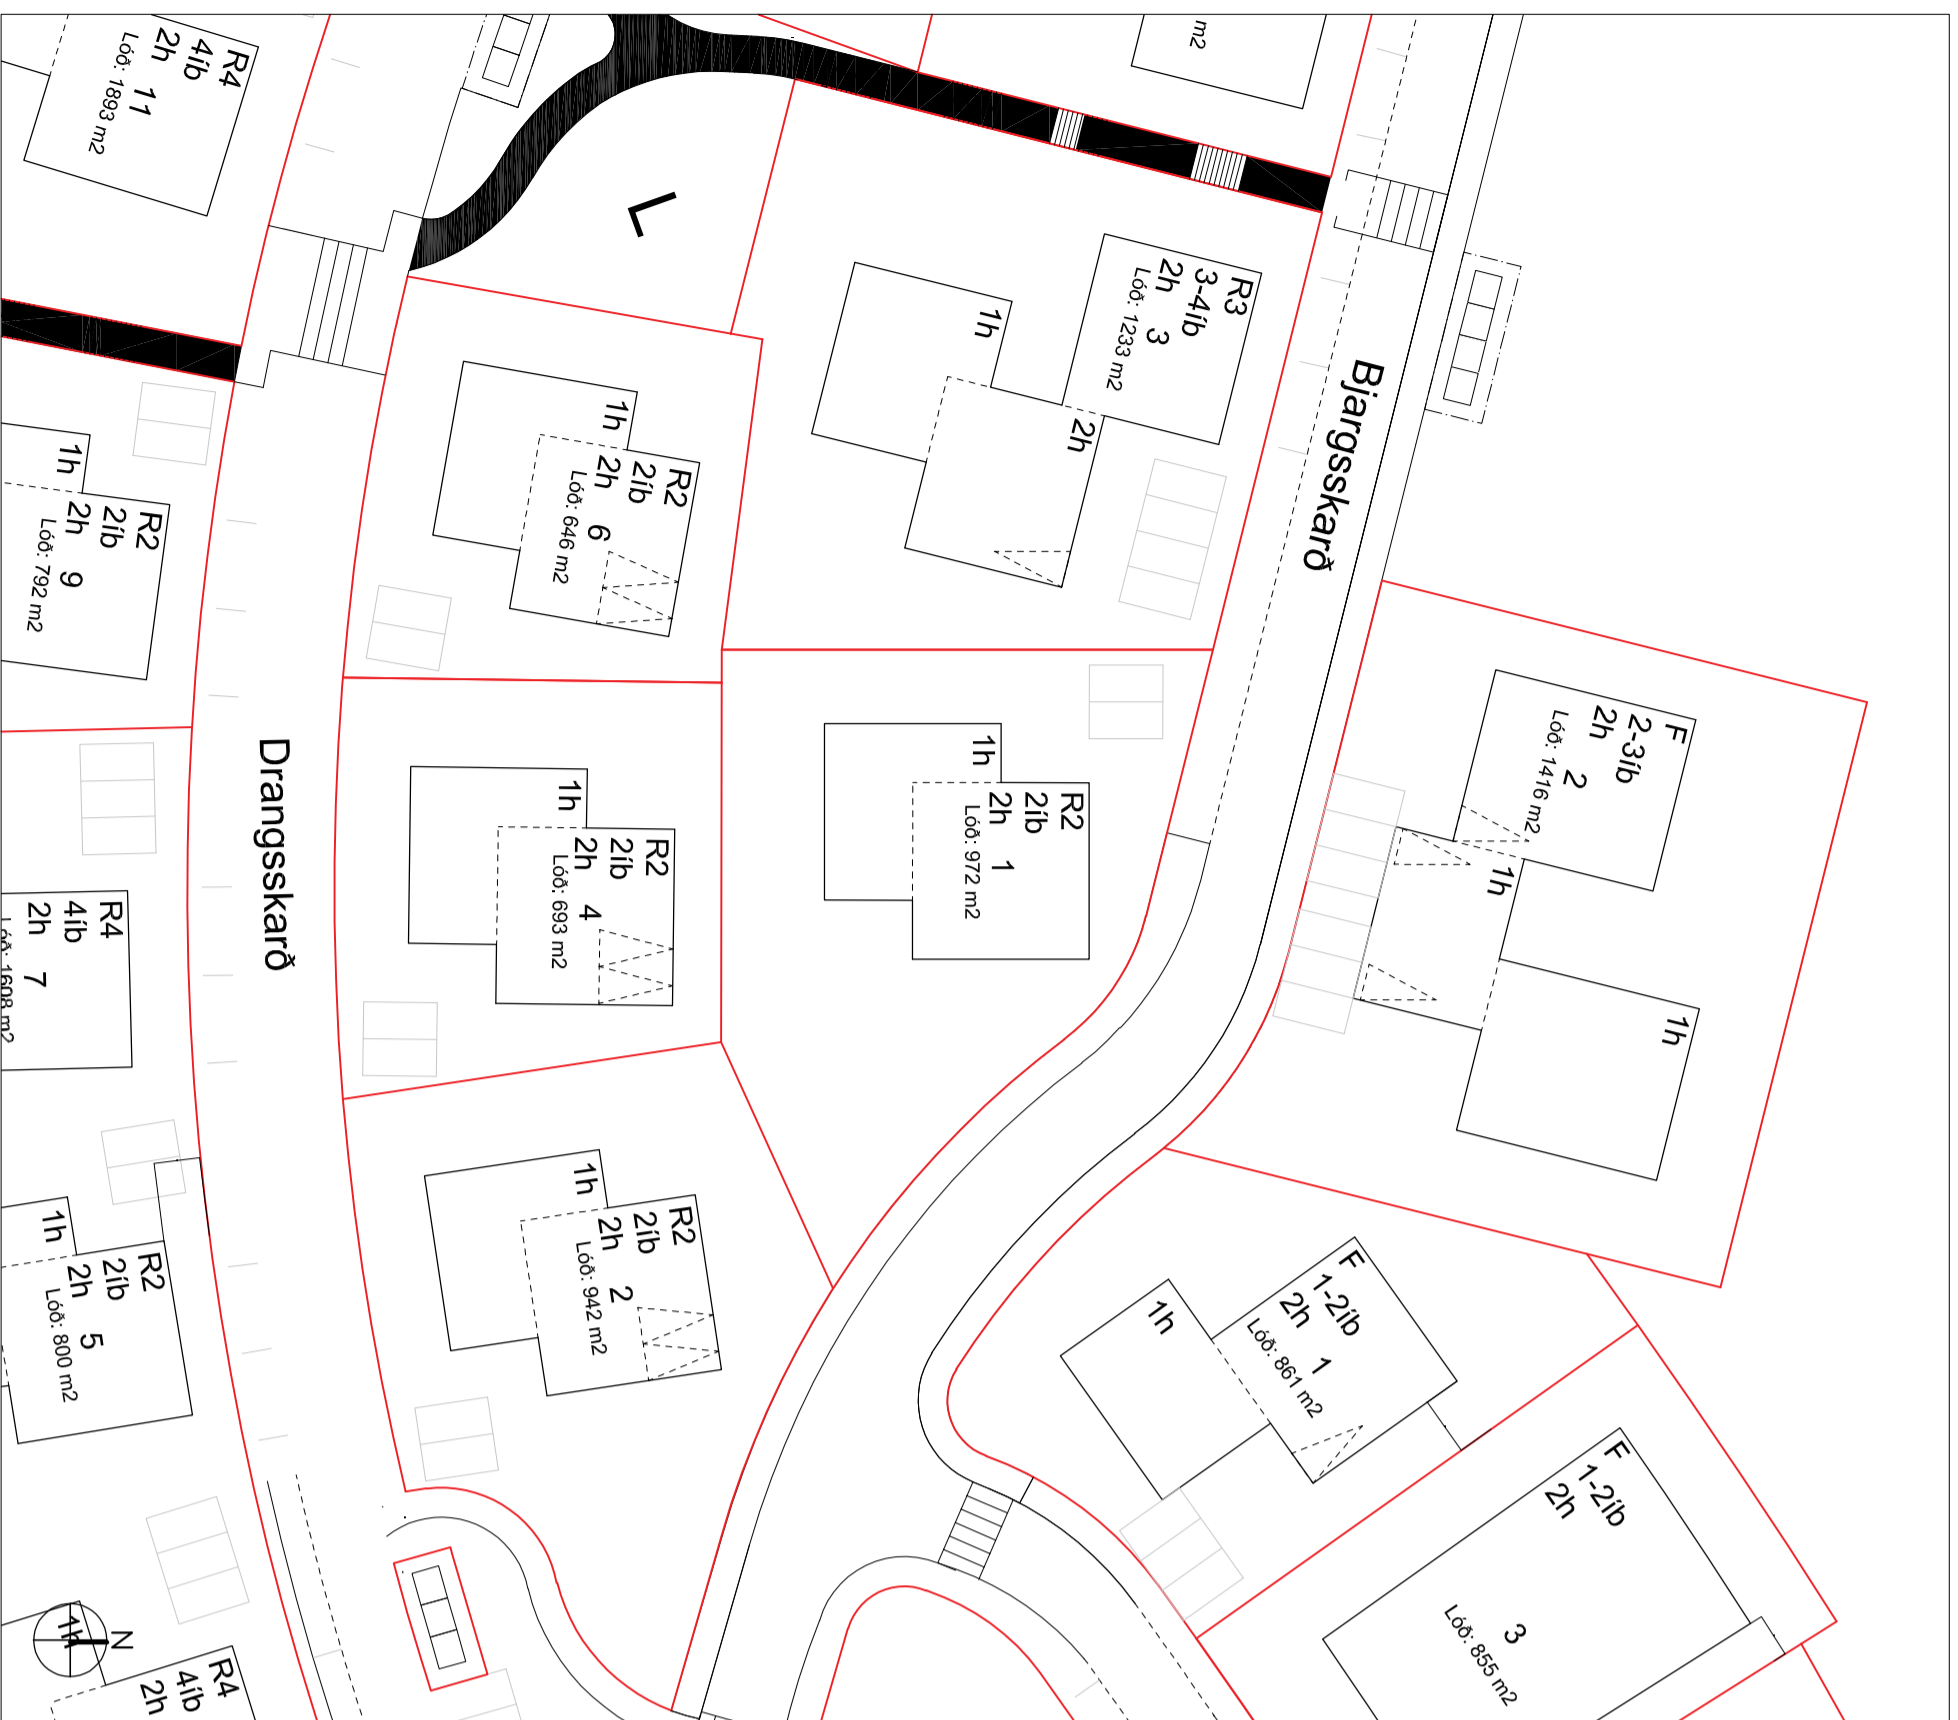 R4
4íb
2h
11
Lóð: 1893 m2
m2
L
R3
3-4íb
2h
3
Lóð: 1233 m2
1h
2h
Bjargsskarð
R2
2íb
2h
6
Lóð: 646 m2
1h
R2
2íb
2h
9
Lóð: 792 m2
1h
F
2-3íb
2h
2
Lóð: 1416 m2
1h
1h
R2
2íb
2h
1
Lóð: 972 m2
1h
Drangsskarð
R2
2íb
2h
4
Lóð: 693 m2
1h
R4
4íb
2h
7
Lóð: 1608 m2
R2
2íb
2h
2
Lóð: 942 m2
1h
R2
2íb
2h
5
Lóð: 800 m2
1h
F
1-2íb
2h
1
Lóð: 861 m2
1h
F
1-2íb
2h
3
Lóð: 855 m2
1h
N
R4
4íb
2h